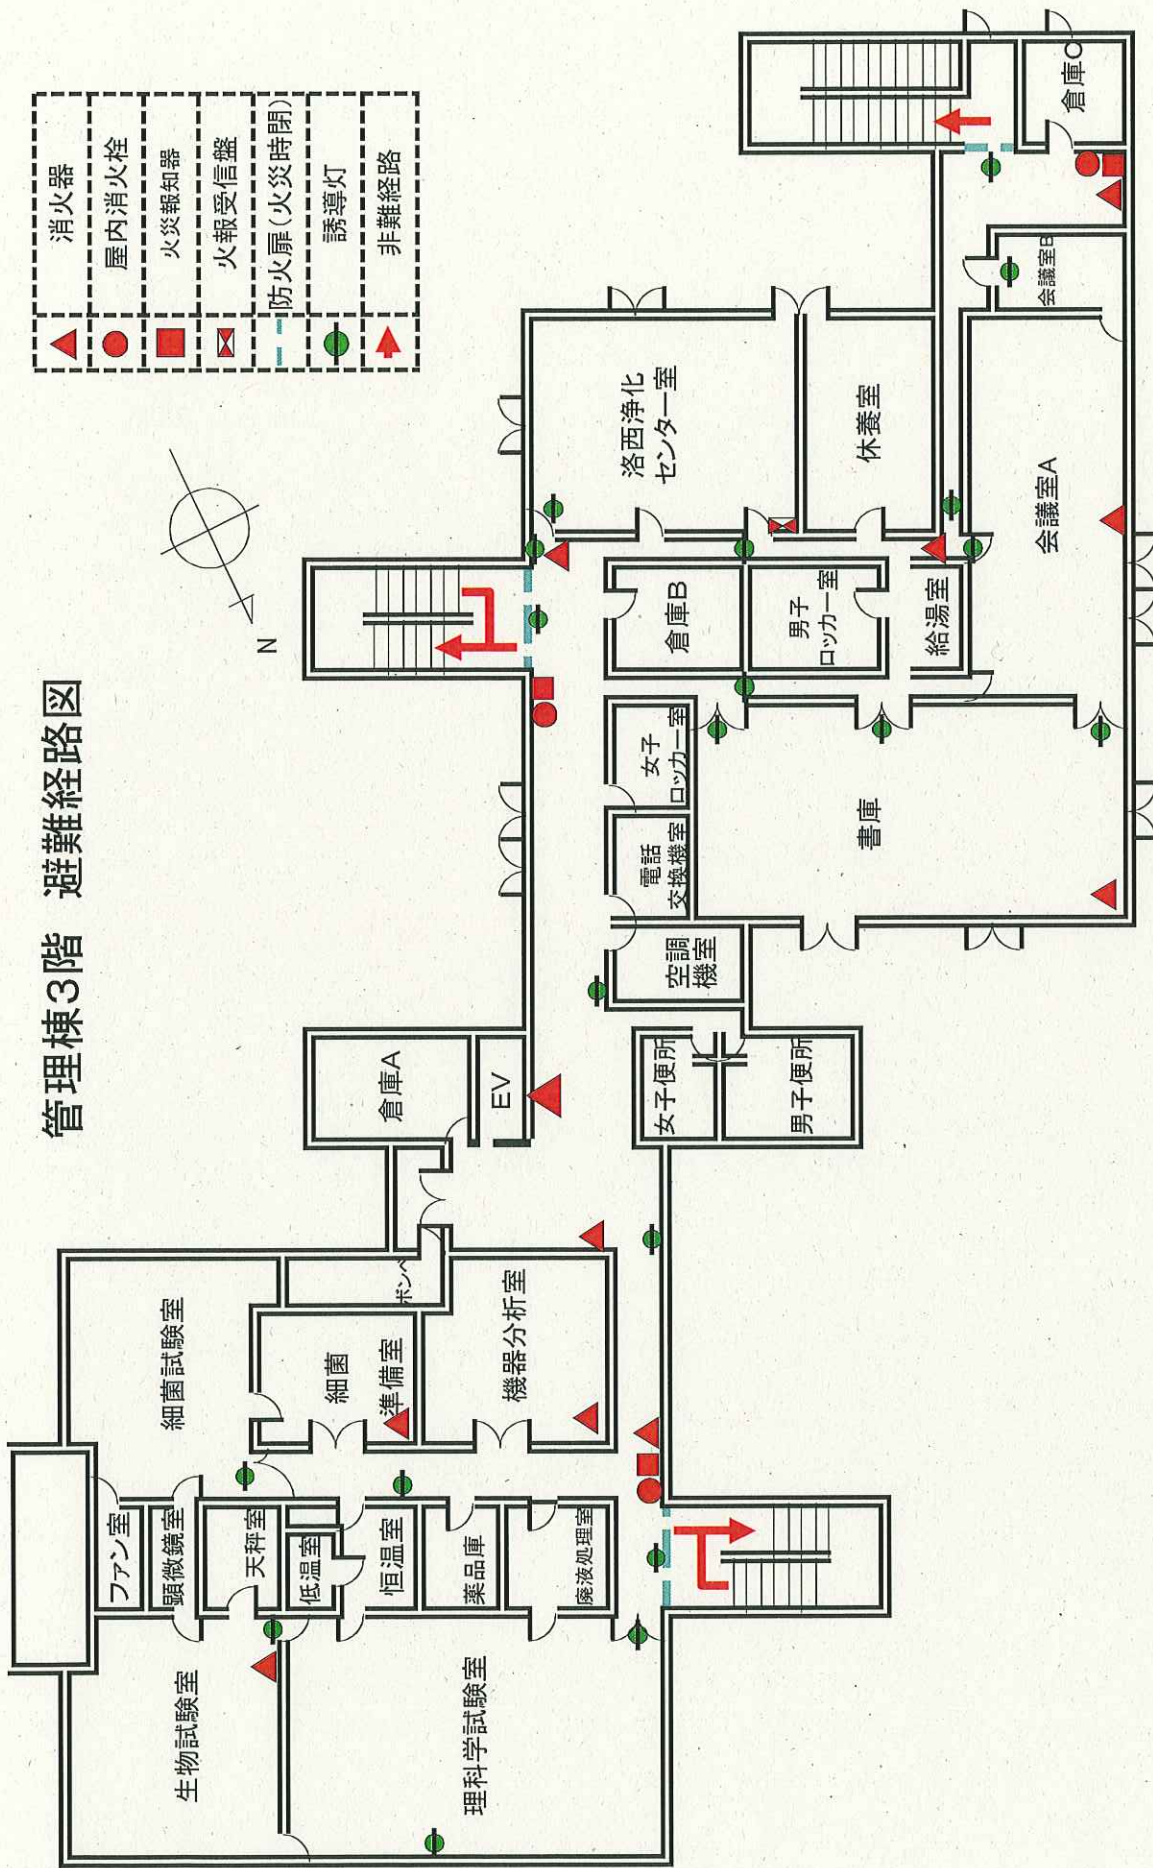 管理棟3階 避難経路図
消火器
屋内消火栓
火災報知器
火報受信盤
防火扉(火災時閉)
誘導灯
非難経路
N
ファン室
顕微鏡室
天秤室
低温室
恒温室
薬品庫
廃液処理室
生物試験室
理科学試験室
細菌試験室
細菌
準備室
ボンベ
機器分析室
倉庫A
EV
女子便所
男子便所
空調
機室
電話
交換機室
女子
ロッカー室
書庫
倉庫B
男子
ロッカー室
給湯室
洛西浄化
センター室
休養室
会議室A
会議室B
倉庫C